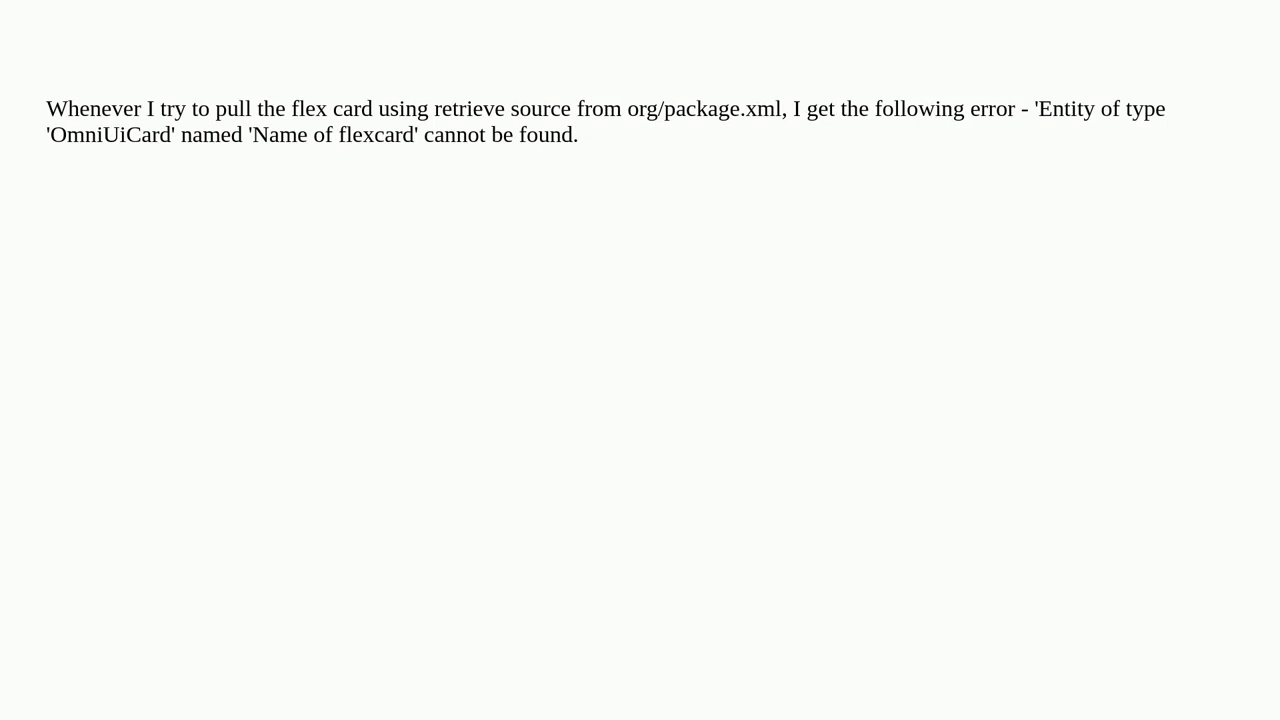 Whenever I try to pull the flex card using retrieve source from org/package.xml, I get the following error - 'Entity of type
'OmniUiCard' named 'Name of flexcard' cannot be found.